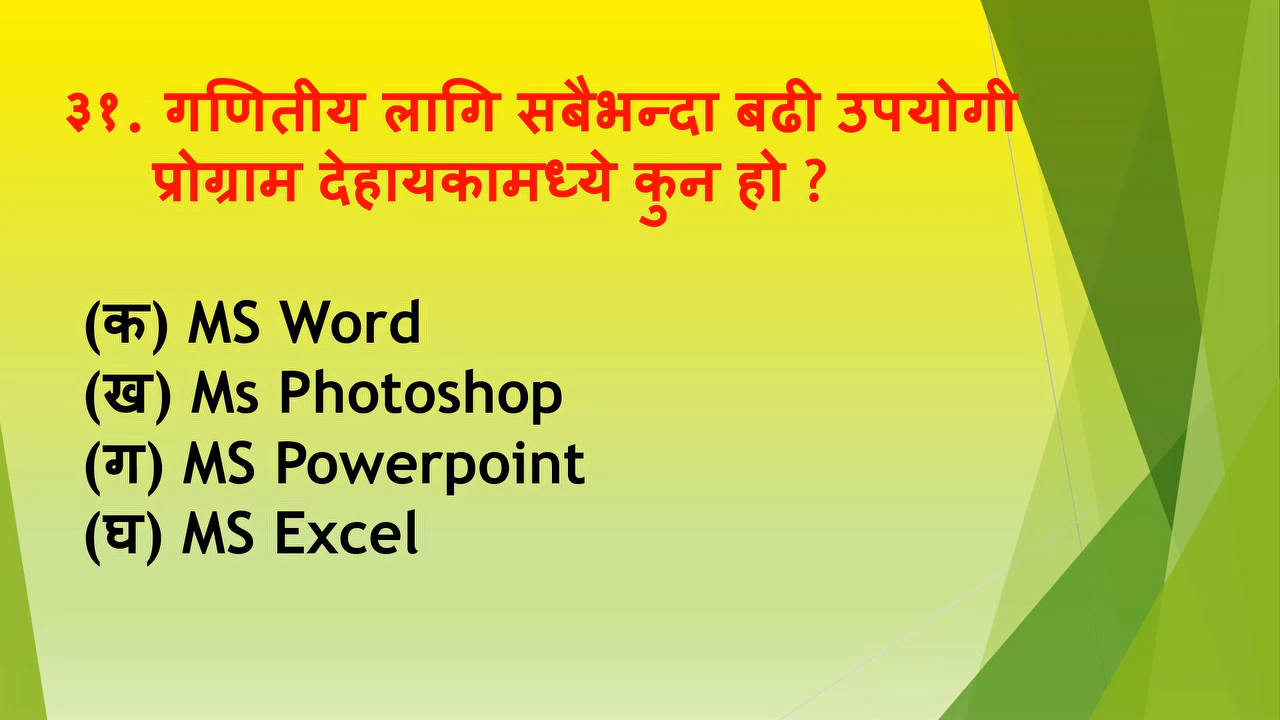 ३१. गणितीय लागि सबैभन्दा बढी उपयोगी
प्रोग्राम देहायकामध्ये कुन हो ?
(क) MS Word
(ख) Ms Photoshop
(ग) MS Powerpoint
(घ) MS Excel